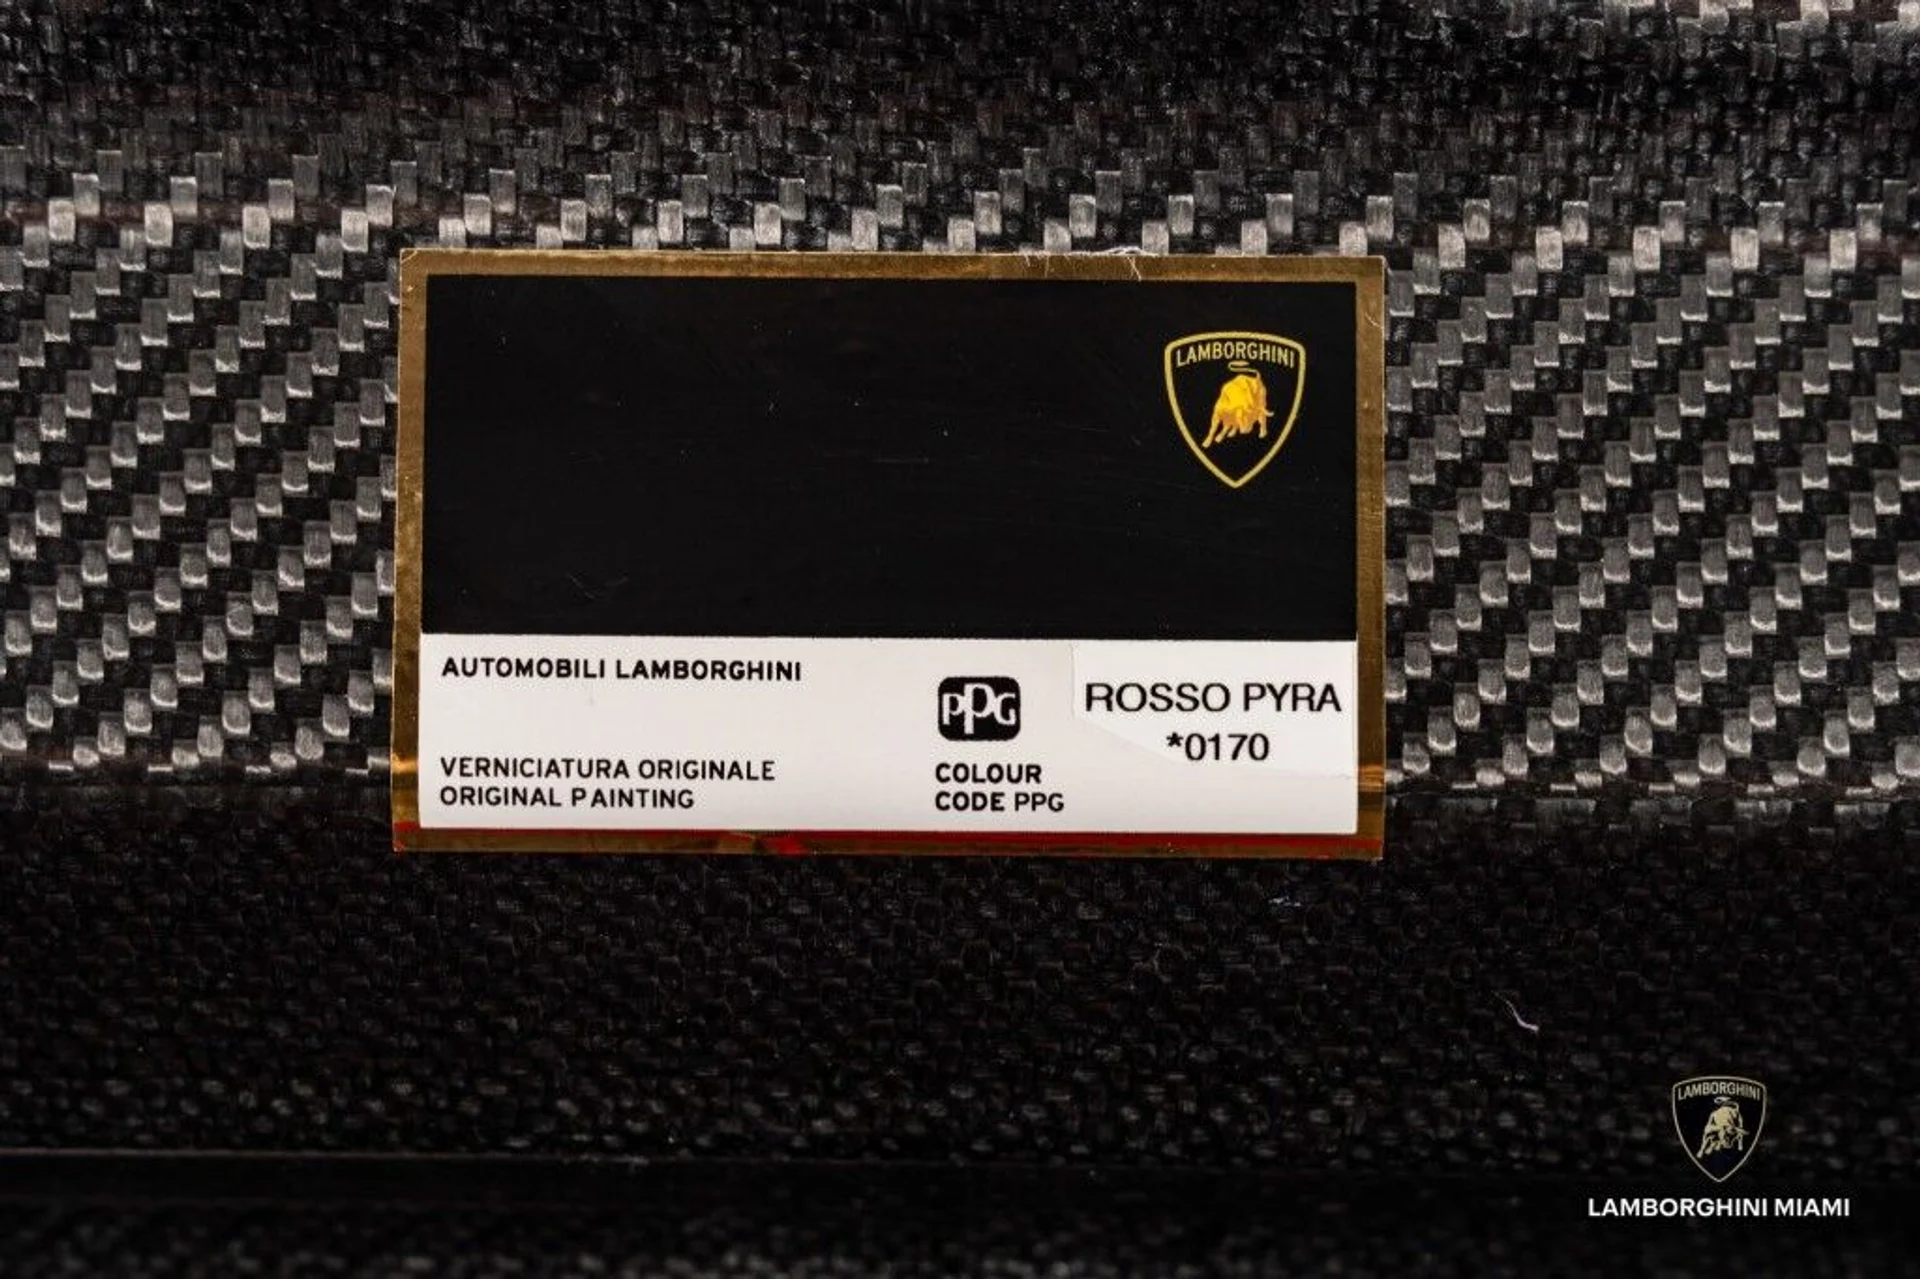 LAMBORGHINI
AUTOMOBILI LAMBORGHINI
VERNICIATURA ORIGINALE
ORIGINAL PAINTING
PPG
COLOUR
CODE PPG
ROSSO PYRA
*0170
LAMBORGHINI
LAMBORGHINI MIAMI